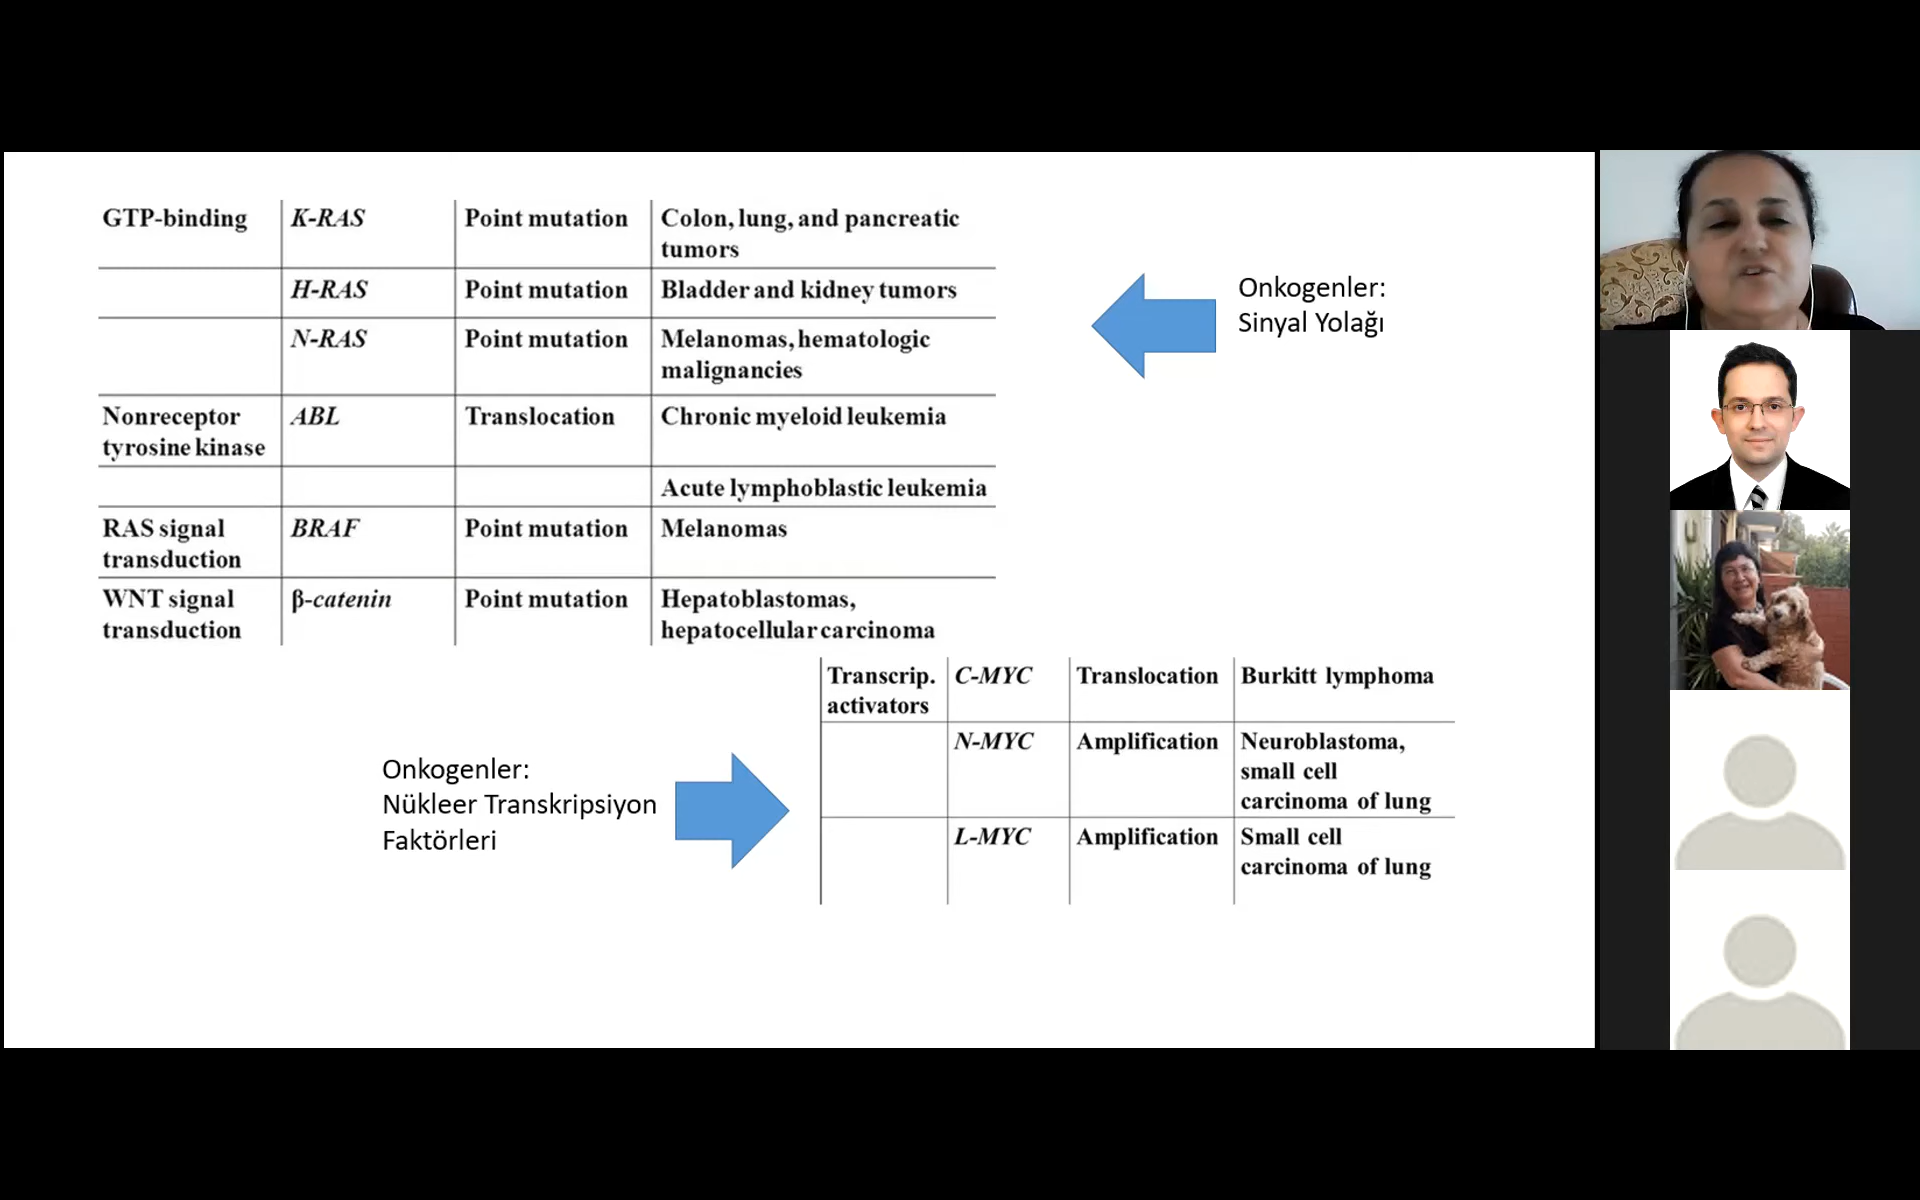 GTP-binding K-RAS Point mutation Colon, lung, and pancreatic
tumors
H-RAS Point mutation Bladder and kidney tumors
N-RAS Point mutation Melanomas, hematologic
malignancies
Nonreceptor ABL Translocation Chronic myeloid leukemia
tyrosine kinase
Acute lymphoblastic leukemia
RAS signal BRAF Point mutation Melanomas
transduction
WNT signal β-catenin Point mutation Hepatoblastomas,
transduction hepatocellular carcinoma
Onkogenler:
Sinyal Yolağı
Onkogenler:
Nükleer Transkripsiyon
Faktörleri
Transcrip. C-MYC Translocation Burkitt lymphoma
activators
N-MYC Amplification Neuroblastoma,
small cell
carcinoma of lung
L-MYC Amplification Small cell
carcinoma of lung